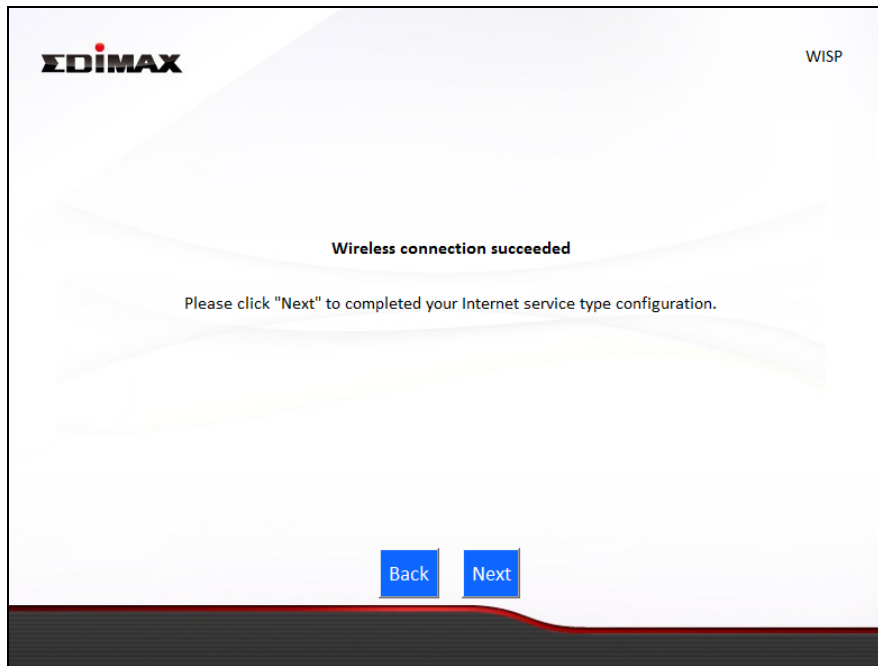 EDIMAX
WISP
Wireless connection succeeded
Please click "Next" to completed your Internet service type configuration.
Back
Next